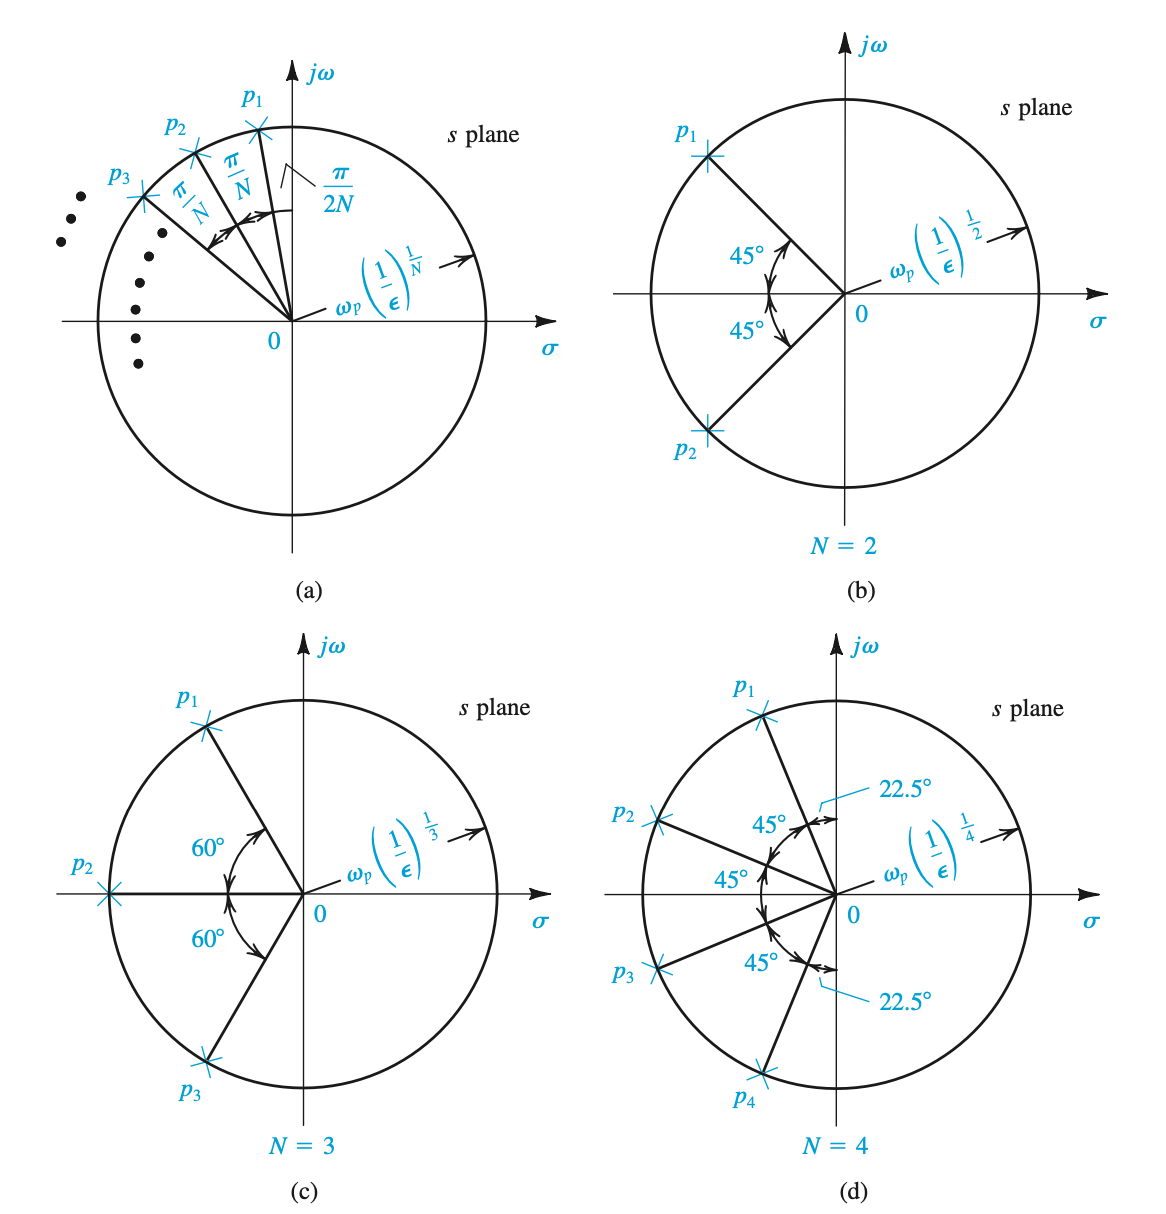 jω
p₁
p₂
s plane
p₃
π/N
π/N
π/2N
ωₚ(1/ϵ)^(1/N)
0
σ
(a)
jω
s plane
p₁
45°
ωₚ(1/ϵ)^(1/2)
45°
0
σ
p₂
N = 2
(b)
jω
p₁
s plane
60°
ωₚ(1/ϵ)^(1/3)
p₂
0
σ
60°
p₃
N = 3
(c)
jω
p₁
s plane
22.5°
p₂
45°
ωₚ(1/ϵ)^(1/4)
45°
0
σ
45°
p₃
22.5°
p₄
N = 4
(d)